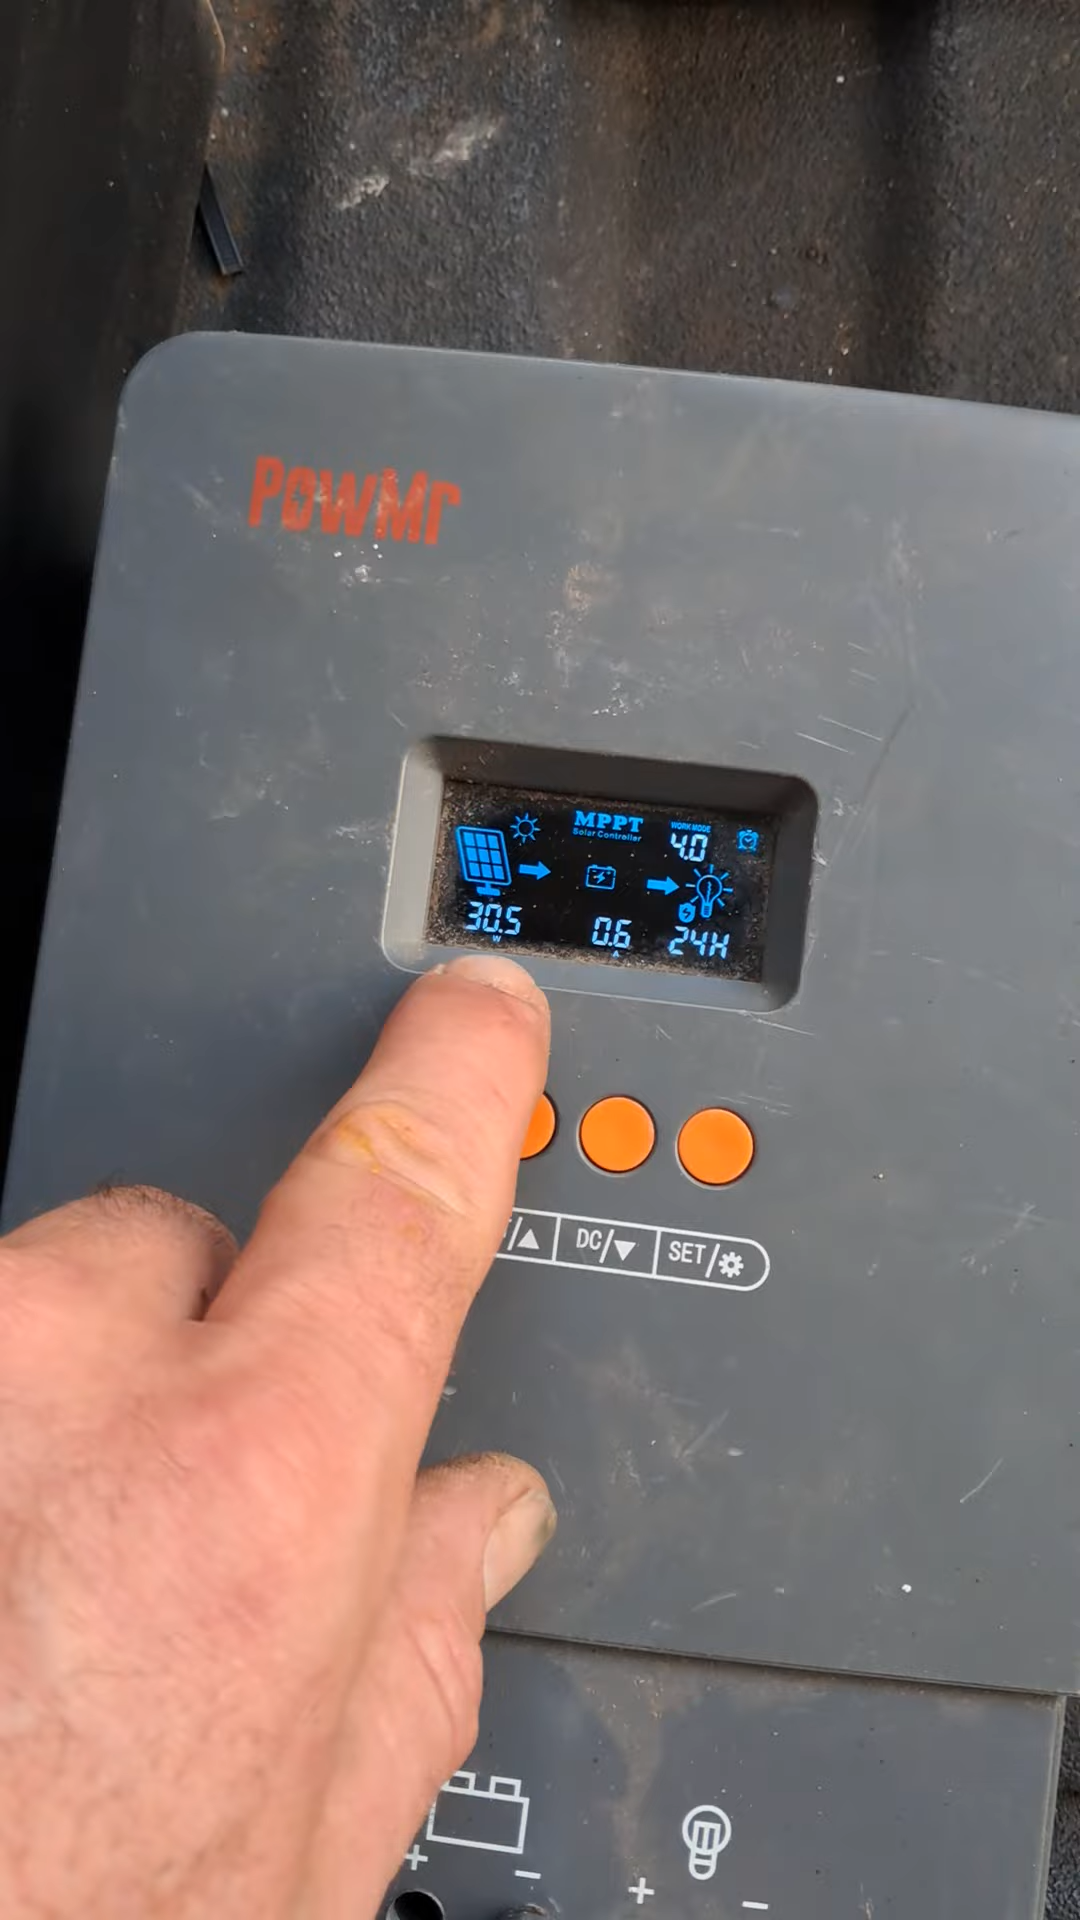 PowMr
MPPT
Solar Controller
WORK MODE
4.0
30.5
W
0.6
A
24H
/▲
DC/▼
SET/
+
−
+
−